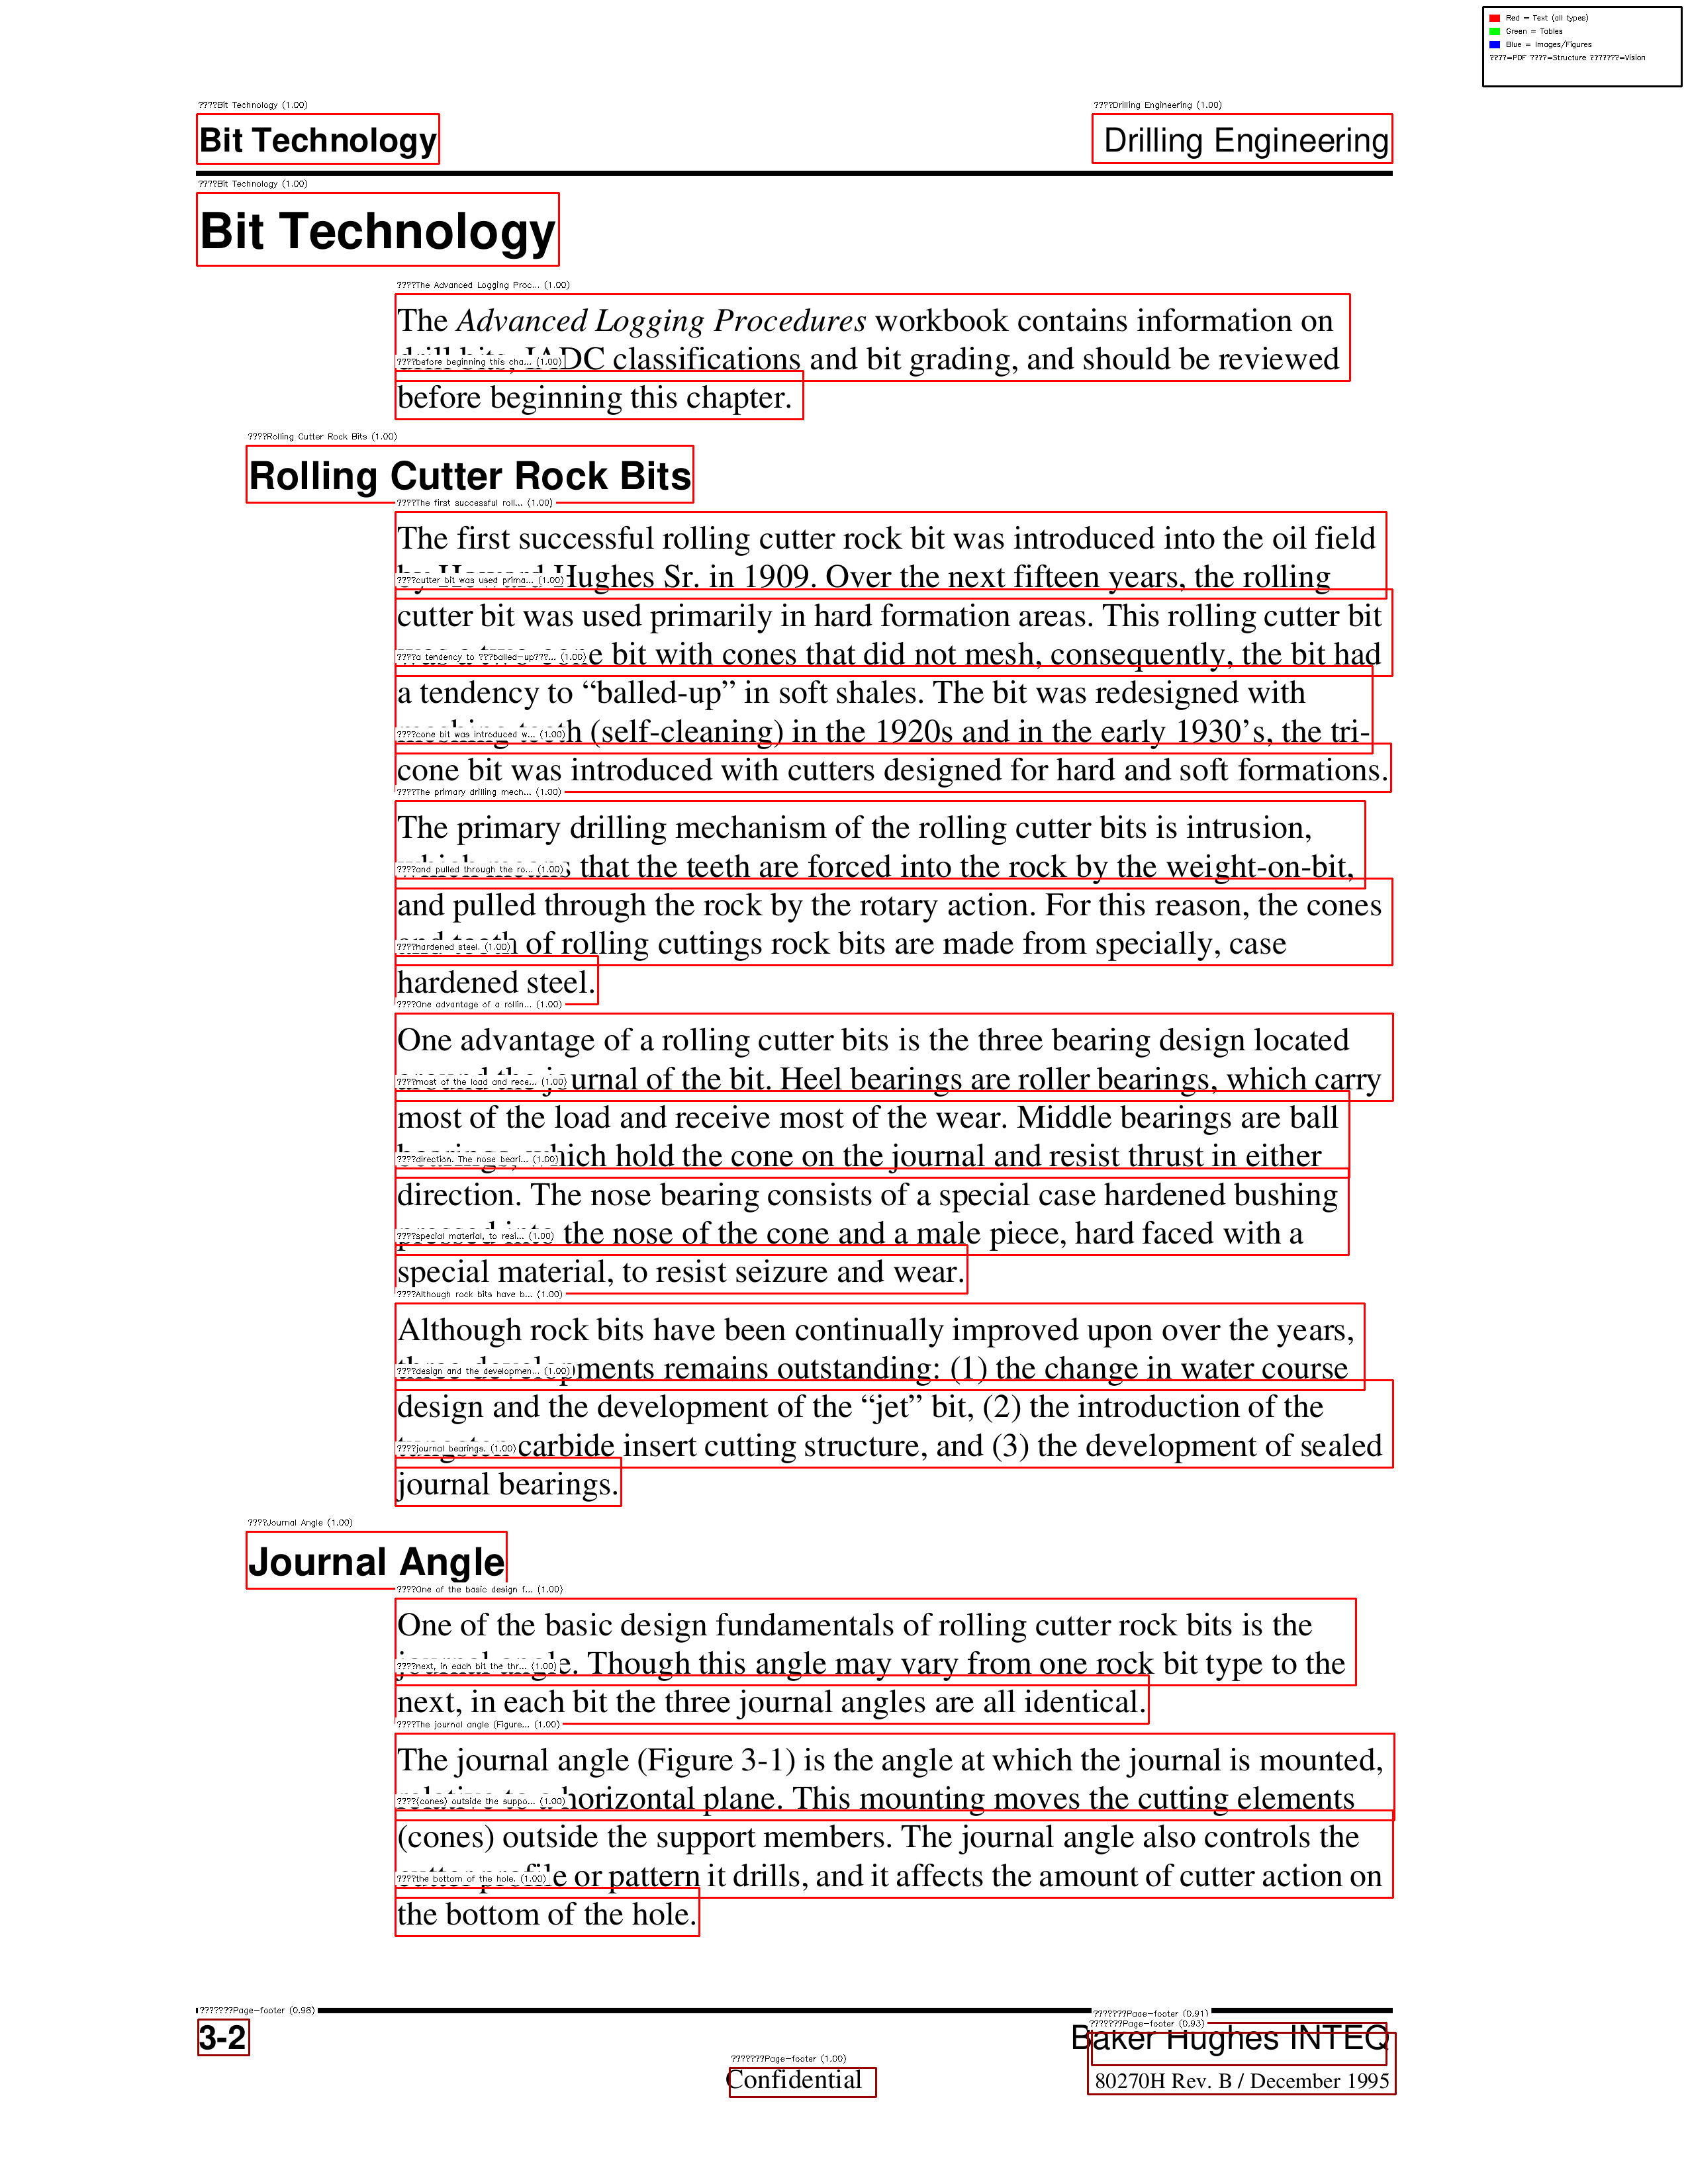 Red = Text (all types)
Green = Tables
Blue = Images/Figures
????=PDF ????=Structure ???????=Vision
????Bit Technology (1.00)
????Drilling Engineering (1.00)
Bit Technology
Drilling Engineering
????Bit Technology (1.00)
Bit Technology
????The Advanced Logging Proc... (1.00)
The Advanced Logging Procedures workbook contains information on
drill bits, IADC classifications and bit grading, and should be reviewed
????before beginning this cha... (1.00)
before beginning this chapter.
????Rolling Cutter Rock Bits (1.00)
Rolling Cutter Rock Bits
????The first successful roll... (1.00)
The first successful rolling cutter rock bit was introduced into the oil field
by Howard Hughes Sr. in 1909. Over the next fifteen years, the rolling
????cutter bit was used prima... (1.00)
cutter bit was used primarily in hard formation areas. This rolling cutter bit
was a two cone bit with cones that did not mesh, consequently, the bit had
????a tendency to ???balled-up???... (1.00)
a tendency to “balled-up” in soft shales. The bit was redesigned with
meshing teeth (self-cleaning) in the 1920s and in the early 1930’s, the tri-
????cone bit was introduced w... (1.00)
cone bit was introduced with cutters designed for hard and soft formations.
????The primary drilling mech... (1.00)
The primary drilling mechanism of the rolling cutter bits is intrusion,
which means that the teeth are forced into the rock by the weight-on-bit,
????and pulled through the ro... (1.00)
and pulled through the rock by the rotary action. For this reason, the cones
and teeth of rolling cuttings rock bits are made from specially, case
????hardened steel. (1.00)
hardened steel.
????One advantage of a rollin... (1.00)
One advantage of a rolling cutter bits is the three bearing design located
around the journal of the bit. Heel bearings are roller bearings, which carry
????most of the load and rece... (1.00)
most of the load and receive most of the wear. Middle bearings are ball
bearings, which hold the cone on the journal and resist thrust in either
????direction. The nose beari... (1.00)
direction. The nose bearing consists of a special case hardened bushing
pressed into the nose of the cone and a male piece, hard faced with a
????special material, to resi... (1.00)
special material, to resist seizure and wear.
????Although rock bits have b... (1.00)
Although rock bits have been continually improved upon over the years,
three developments remains outstanding: (1) the change in water course
????design and the developmen... (1.00)
design and the development of the “jet” bit, (2) the introduction of the
tungsten carbide insert cutting structure, and (3) the development of sealed
????journal bearings. (1.00)
journal bearings.
????Journal Angle (1.00)
Journal Angle
????One of the basic design f... (1.00)
One of the basic design fundamentals of rolling cutter rock bits is the
journal angle. Though this angle may vary from one rock bit type to the
????next, in each bit the thr... (1.00)
next, in each bit the three journal angles are all identical.
????The journal angle (Figure... (1.00)
The journal angle (Figure 3-1) is the angle at which the journal is mounted,
relative to a horizontal plane. This mounting moves the cutting elements
????(cones) outside the suppo... (1.00)
(cones) outside the support members. The journal angle also controls the
cutter profile or pattern it drills, and it affects the amount of cutter action on
????the bottom of the hole. (1.00)
the bottom of the hole.
???????Page-footer (0.98)
???????Page-footer (0.91)
???????Page-footer (0.93)
3-2
Baker Hughes INTEQ
???????Page-footer (1.00)
Confidential
80270H Rev. B / December 1995